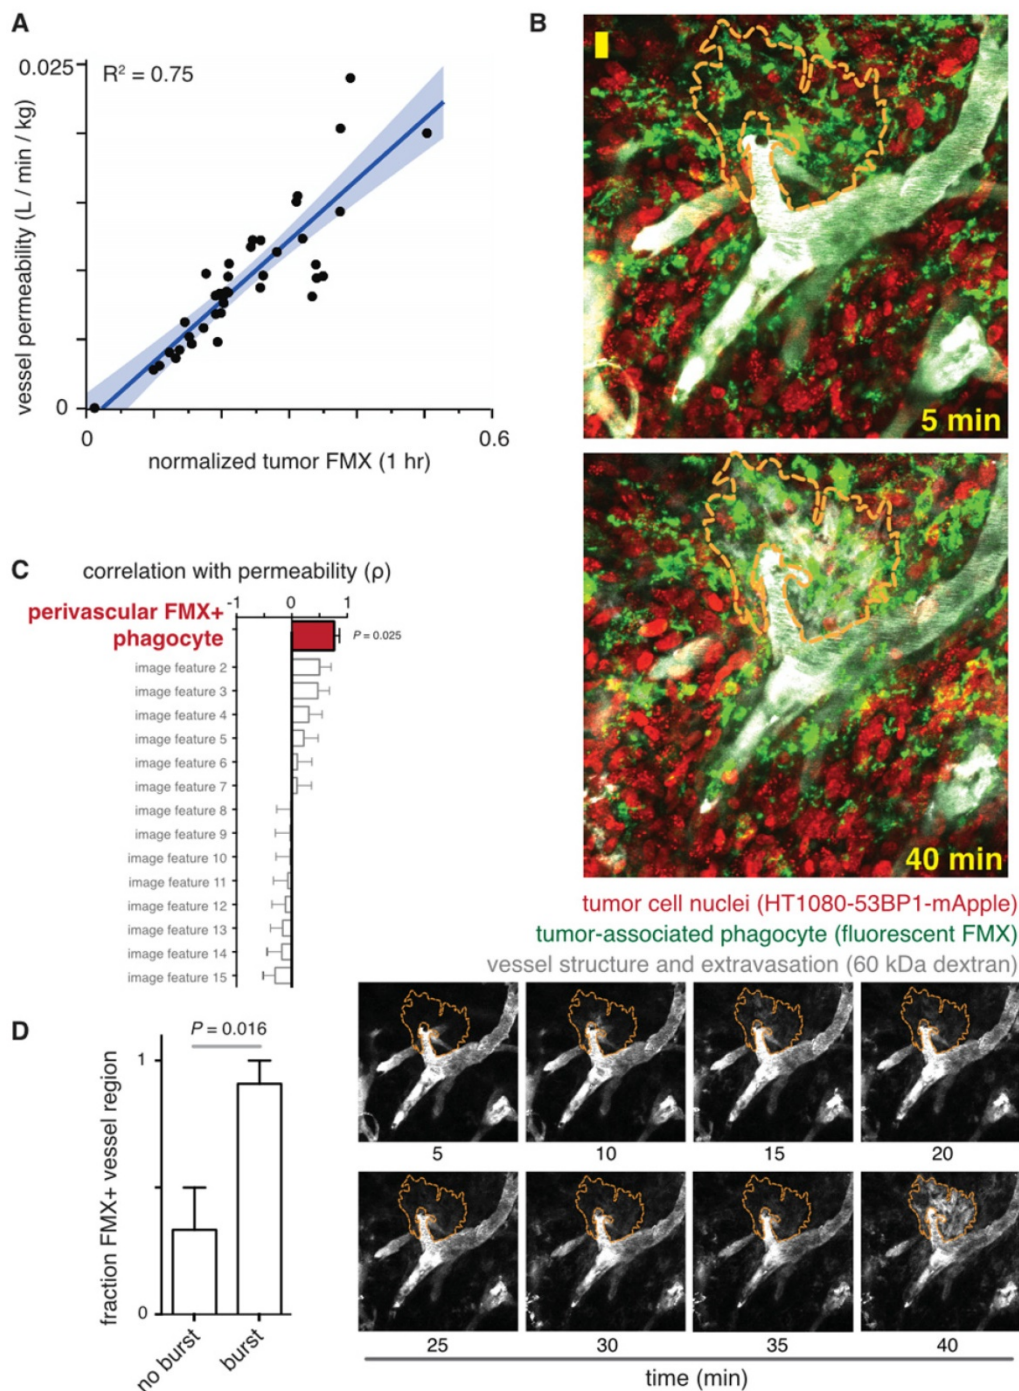 A
0.025
R² = 0.75
vessel permeability (L / min / kg)
0
0
0.6
normalized tumor FMX (1 hr)
B
5 min
40 min
tumor cell nuclei (HT1080-53BP1-mApple)
tumor-associated phagocyte (fluorescent FMX)
vessel structure and extravasation (60 kDa dextran)
5
10
15
20
25
30
35
40
time (min)
C
correlation with permeability (ρ)
-1
0
1
perivascular FMX+
phagocyte
P = 0.025
image feature 2
image feature 3
image feature 4
image feature 5
image feature 6
image feature 7
image feature 8
image feature 9
image feature 10
image feature 11
image feature 12
image feature 13
image feature 14
image feature 15
D
P = 0.016
fraction FMX+ vessel region
1
0
no burst
burst